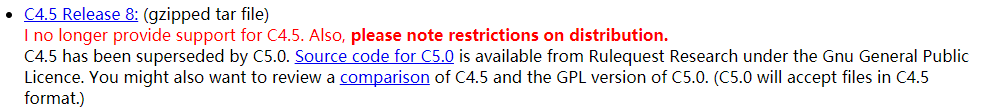 • C4.5 Release 8: (gzipped tar file)
I no longer provide support for C4.5. Also, please note restrictions on distribution.
C4.5 has been superseded by C5.0. Source code for C5.0 is available from Rulequest Research under the Gnu General Public
Licence. You might also want to review a comparison of C4.5 and the GPL version of C5.0. (C5.0 will accept files in C4.5
format.)